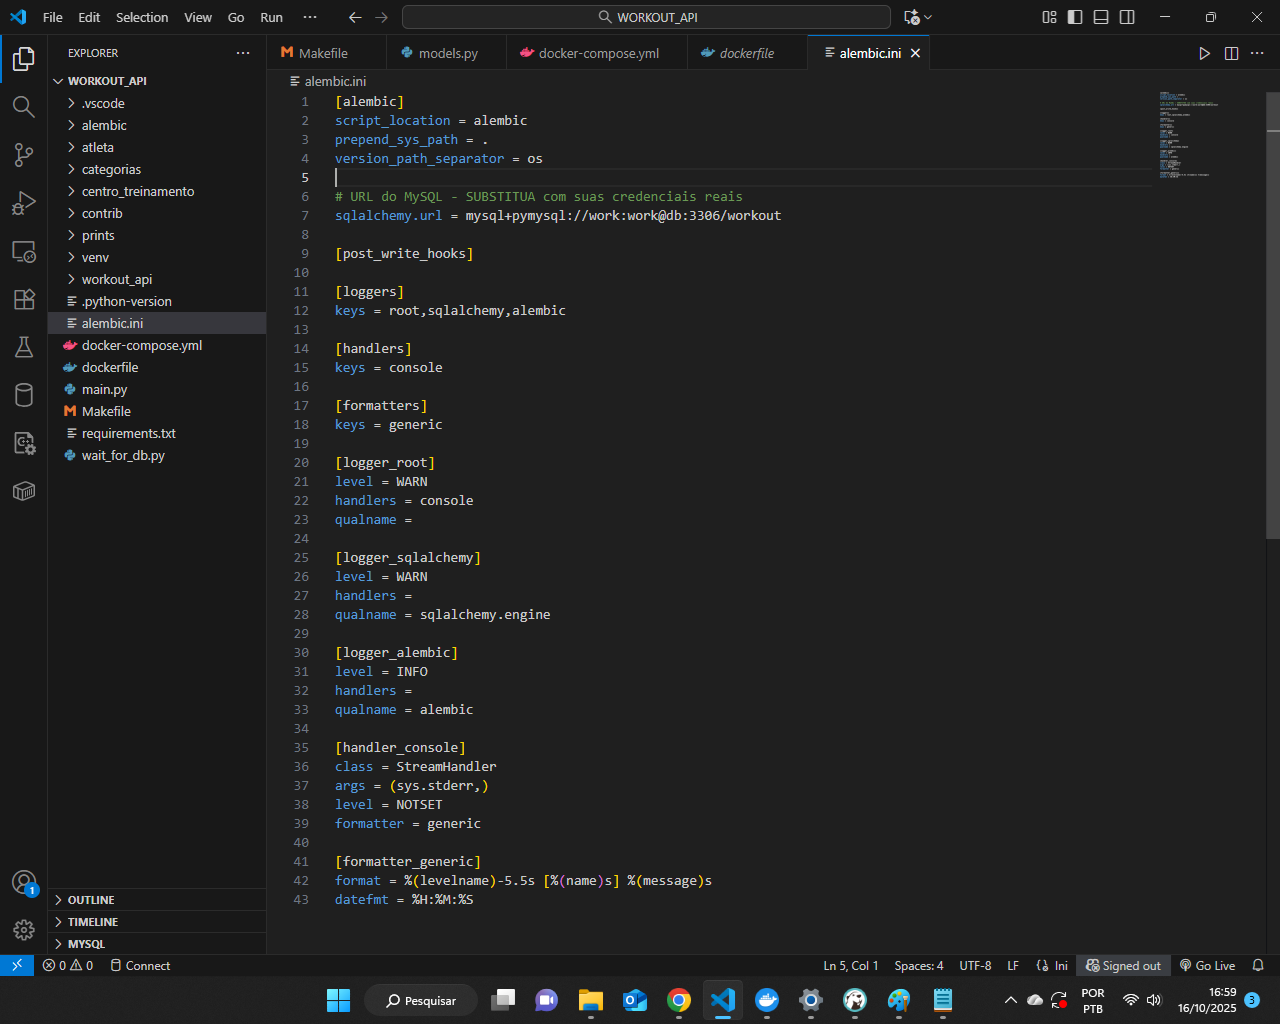 File Edit Selection View Go Run ··· WORKOUT_API
EXPLORER ···
WORKOUT_API
.vscode
alembic
atleta
categorias
centro_treinamento
contrib
prints
venv
workout_api
.python-version
alembic.ini
docker-compose.yml
dockerfile
main.py
Makefile
requirements.txt
wait_for_db.py
OUTLINE
TIMELINE
MYSQL
Makefile models.py docker-compose.yml dockerfile alembic.ini
alembic.ini
1 [alembic]
2 script_location = alembic
3 prepend_sys_path = .
4 version_path_separator = os
5
6 # URL do MySQL - SUBSTITUA com suas credenciais reais
7 sqlalchemy.url = mysql+pymysql://work:work@db:3306/workout
8
9 [post_write_hooks]
10
11 [loggers]
12 keys = root,sqlalchemy,alembic
13
14 [handlers]
15 keys = console
16
17 [formatters]
18 keys = generic
19
20 [logger_root]
21 level = WARN
22 handlers = console
23 qualname =
24
25 [logger_sqlalchemy]
26 level = WARN
27 handlers =
28 qualname = sqlalchemy.engine
29
30 [logger_alembic]
31 level = INFO
32 handlers =
33 qualname = alembic
34
35 [handler_console]
36 class = StreamHandler
37 args = (sys.stderr,)
38 level = NOTSET
39 formatter = generic
40
41 [formatter_generic]
42 format = %(levelname)-5.5s [%(name)s] %(message)s
43 datefmt = %H:%M:%S
1
0 0 Connect Ln 5, Col 1 Spaces: 4 UTF-8 LF Ini Signed out Go Live
Pesquisar
POR
PTB
16:59
16/10/2025
3